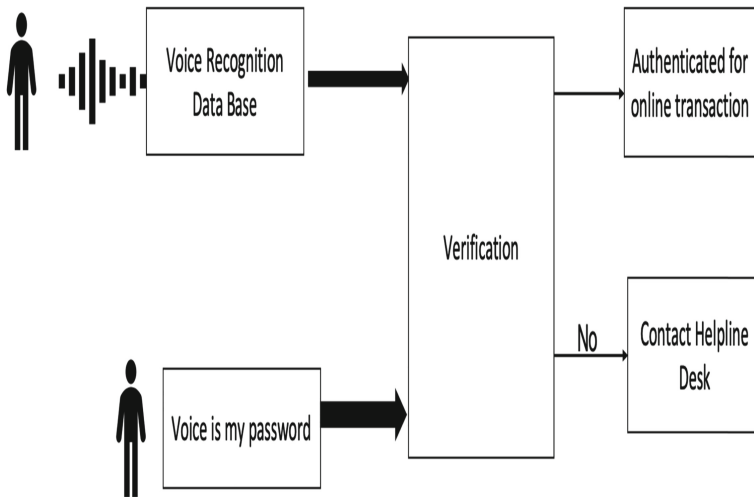 Voice Recognition
Data Base
Authenticated for
online transaction
Verification
No
Contact Helpline
Desk
Voice is my password